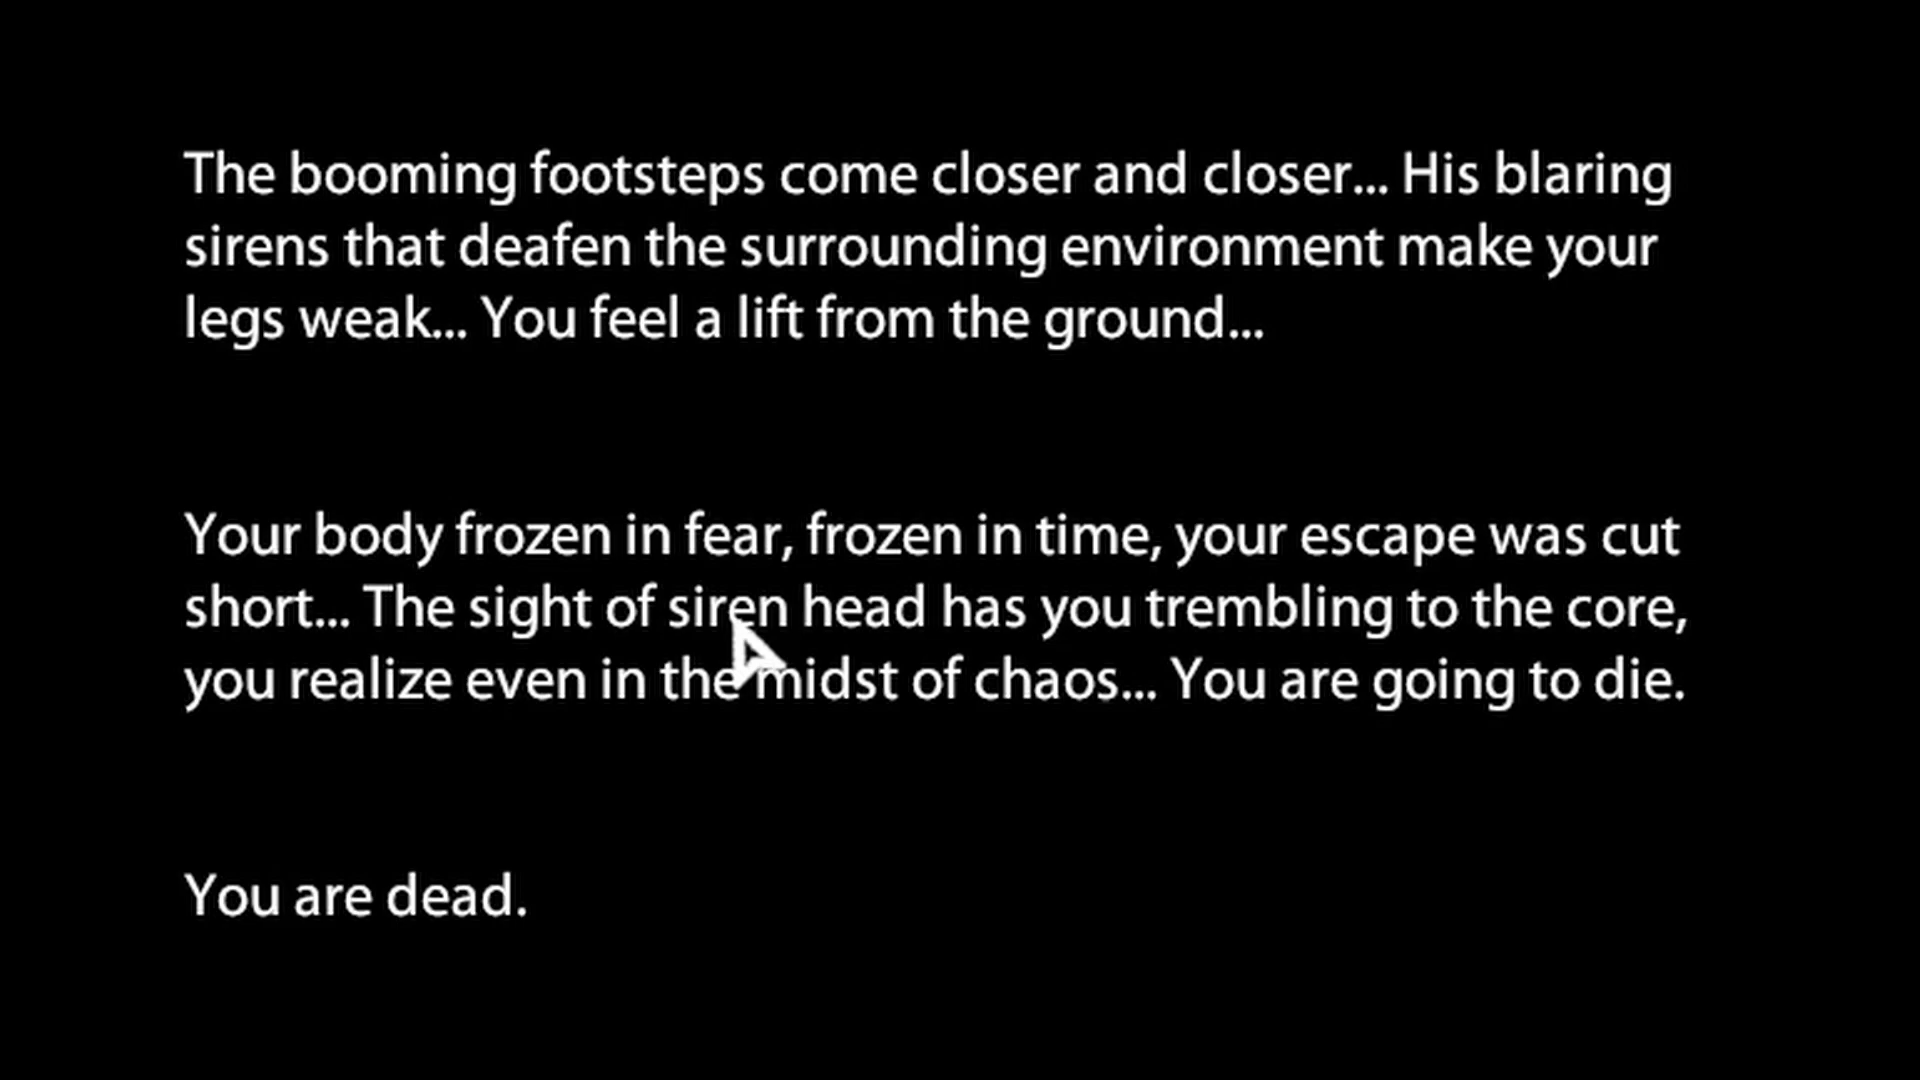 The booming footsteps come closer and closer... His blaring
sirens that deafen the surrounding environment make your
legs weak... You feel a lift from the ground...
Your body frozen in fear, frozen in time, your escape was cut
short... The sight of siren head has you trembling to the core,
you realize even in the midst of chaos... You are going to die.
You are dead.